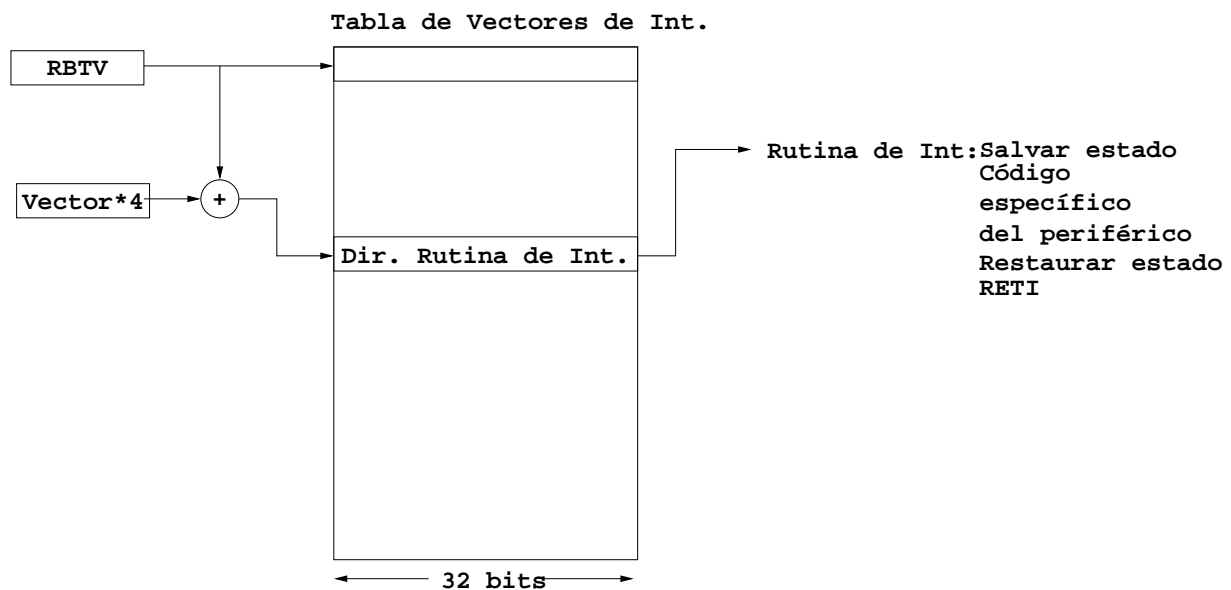 Tabla de Vectores de Int.
RBTV
Rutina de Int:Salvar estado
Código
específico
del periférico
Restaurar estado
RETI
Vector*4
+
Dir. Rutina de Int.
32 bits